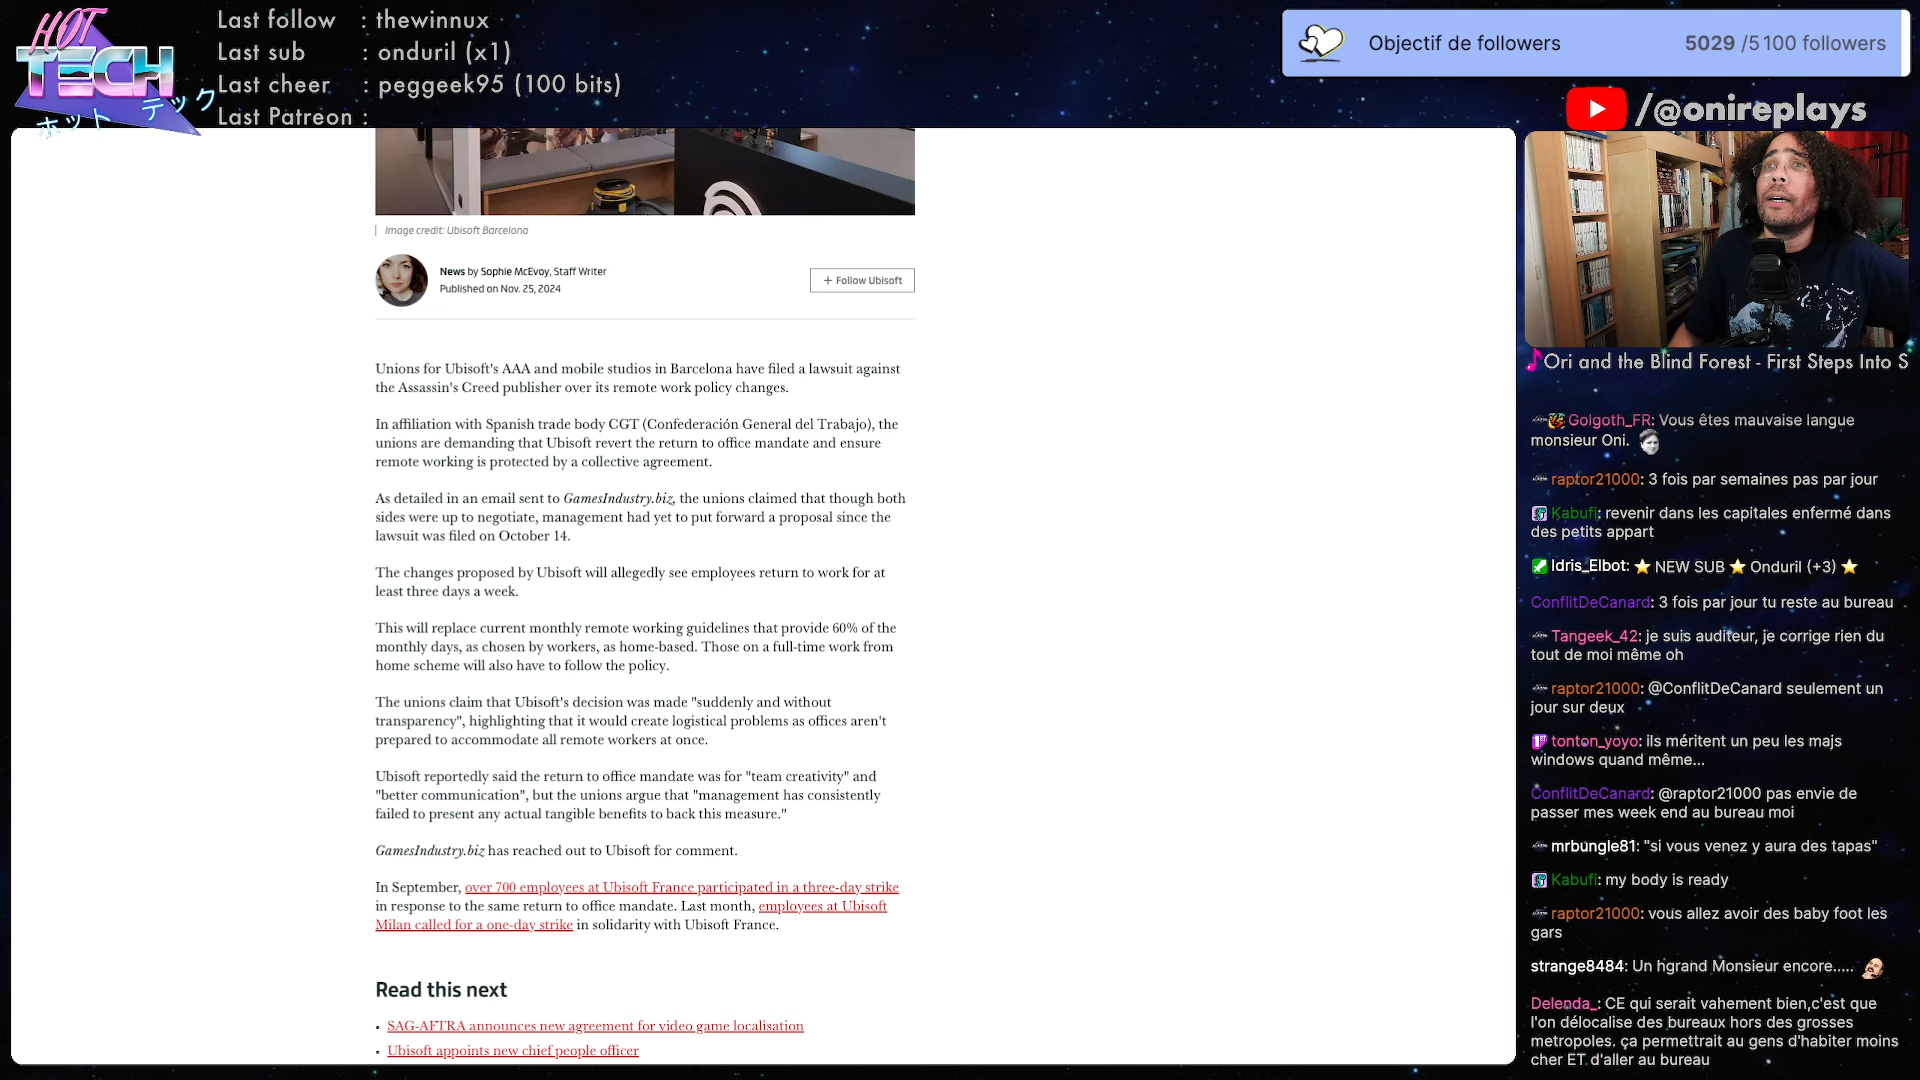 HOT
TECH
ホット テック
Last follow : thewinnux
Last sub : onduril (x1)
Last cheer : peggeek95 (100 bits)
Last Patreon :
Objectif de followers 5029 /5 100 followers
/@onireplays
Image credit: Ubisoft Barcelona
News by Sophie McEvoy, Staff Writer
Published on Nov. 25, 2024
+ Follow Ubisoft
Unions for Ubisoft's AAA and mobile studios in Barcelona have filed a lawsuit against
the Assassin's Creed publisher over its remote work policy changes.
In affiliation with Spanish trade body CGT (Confederación General del Trabajo), the
unions are demanding that Ubisoft revert the return to office mandate and ensure
remote working is protected by a collective agreement.
As detailed in an email sent to GamesIndustry.biz, the unions claimed that though both
sides were up to negotiate, management had yet to put forward a proposal since the
lawsuit was filed on October 14.
The changes proposed by Ubisoft will allegedly see employees return to work for at
least three days a week.
This will replace current monthly remote working guidelines that provide 60% of the
monthly days, as chosen by workers, as home-based. Those on a full-time work from
home scheme will also have to follow the policy.
The unions claim that Ubisoft's decision was made "suddenly and without
transparency", highlighting that it would create logistical problems as offices aren't
prepared to accommodate all remote workers at once.
Ubisoft reportedly said the return to office mandate was for "team creativity" and
"better communication", but the unions argue that "management has consistently
failed to present any actual tangible benefits to back this measure."
GamesIndustry.biz has reached out to Ubisoft for comment.
In September, over 700 employees at Ubisoft France participated in a three-day strike
in response to the same return to office mandate. Last month, employees at Ubisoft
Milan called for a one-day strike in solidarity with Ubisoft France.
Read this next
• SAG-AFTRA announces new agreement for video game localisation
• Ubisoft appoints new chief people officer
Ori and the Blind Forest - First Steps Into S
Golgoth_FR: Vous êtes mauvaise langue
monsieur Oni.
raptor21000: 3 fois par semaines pas par jour
Kabufi: revenir dans les capitales enfermé dans
des petits appart
Idris_Elbot: ⭐ NEW SUB ⭐ Onduril (+3) ⭐
ConflitDeCanard: 3 fois par jour tu reste au bureau
Tangeek_42: je suis auditeur, je corrige rien du
tout de moi même oh
raptor21000: @ConflitDeCanard seulement un
jour sur deux
tonton_yoyo: ils méritent un peu les majs
windows quand même...
ConflitDeCanard: @raptor21000 pas envie de
passer mes week end au bureau moi
mrbungle81: "si vous venez y aura des tapas"
Kabufi: my body is ready
raptor21000: vous allez avoir des baby foot les
gars
strange8484: Un hgrand Monsieur encore.....
Delenda_: CE qui serait vahement bien,c'est que
l'on délocalise des bureaux hors des grosses
metropoles. ça permettrait au gens d'habiter moins
cher ET d'aller au bureau